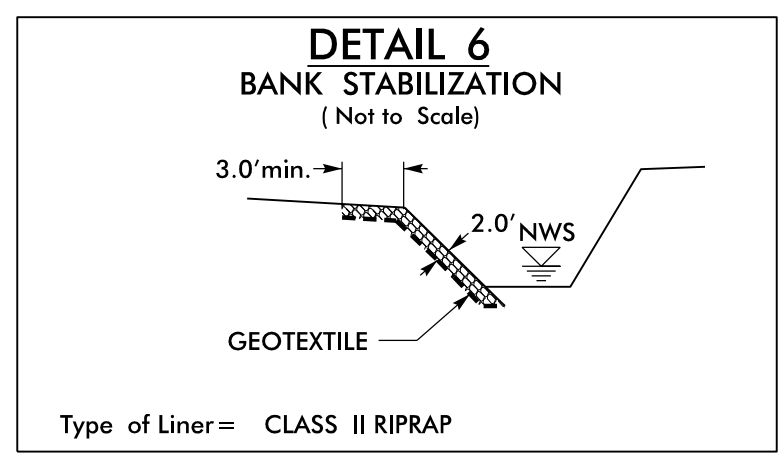 DETAIL 6
BANK STABILIZATION
( Not to Scale)
3.0'min.
2.0'
NWS
GEOTEXTILE
Type of Liner= CLASS II RIPRAP